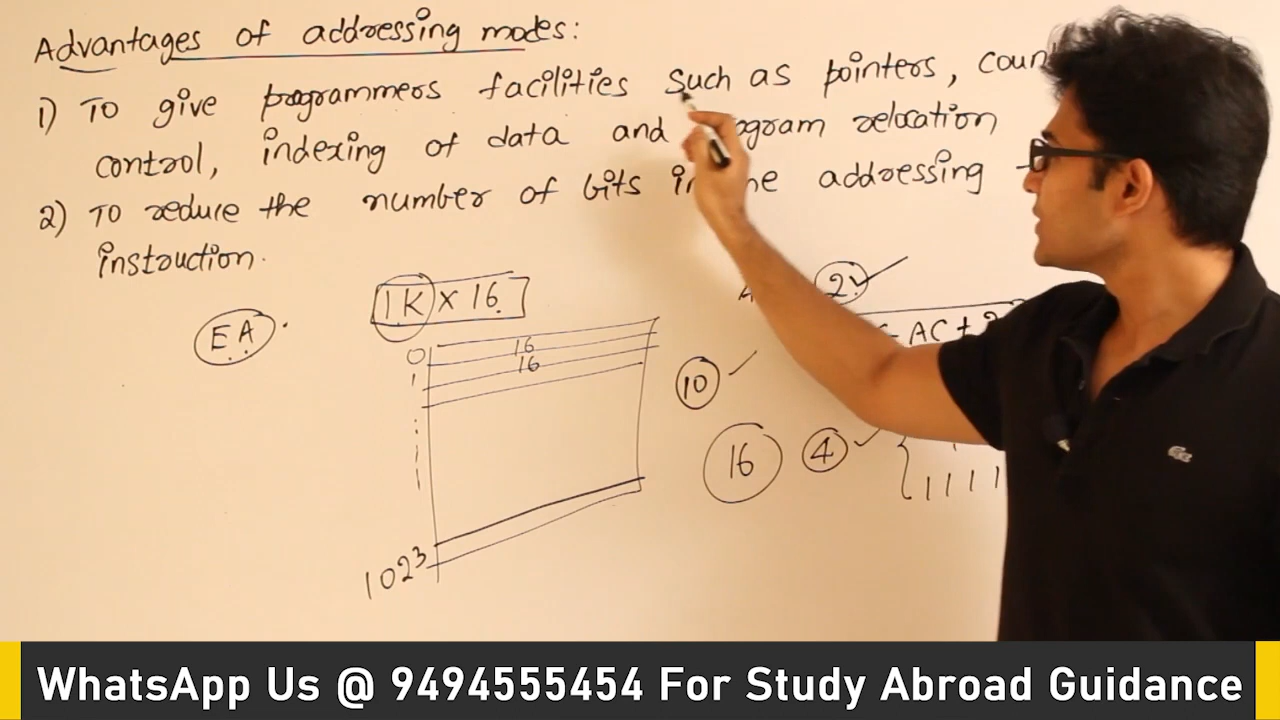 Advantages of addressing modes:
1) To give programmers facilities such as pointers,
control, indexing of data and program relocation
2) To reduce the number of bits in the addressing
instruction.
EA.
1K X 16
2
AC + 2
0 16
1 16
10
16
4
1111
1023
WhatsApp Us @ 9494555454 For Study Abroad Guidance